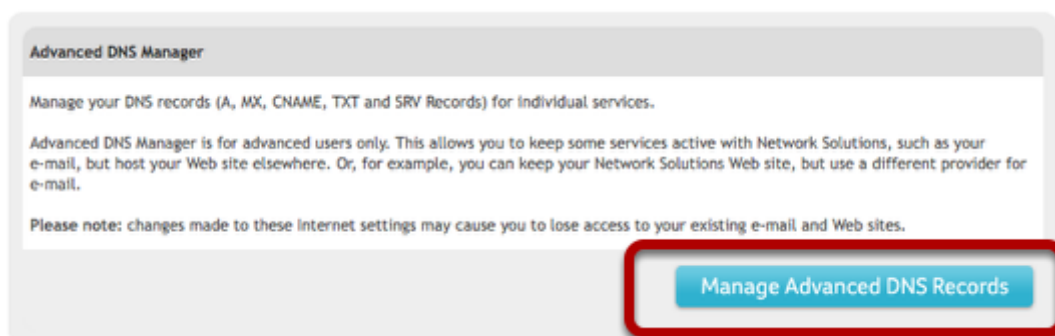 Advanced DNS Manager
Manage your DNS records (A, MX, CNAME, TXT and SRV Records) for individual services.
Advanced DNS Manager is for advanced users only. This allows you to keep some services active with Network Solutions, such as your
e-mail, but host your Web site elsewhere. Or, for example, you can keep your Network Solutions Web site, but use a different provider for
e-mail.
Please note: changes made to these Internet settings may cause you to lose access to your existing e-mail and Web sites.
Manage Advanced DNS Records